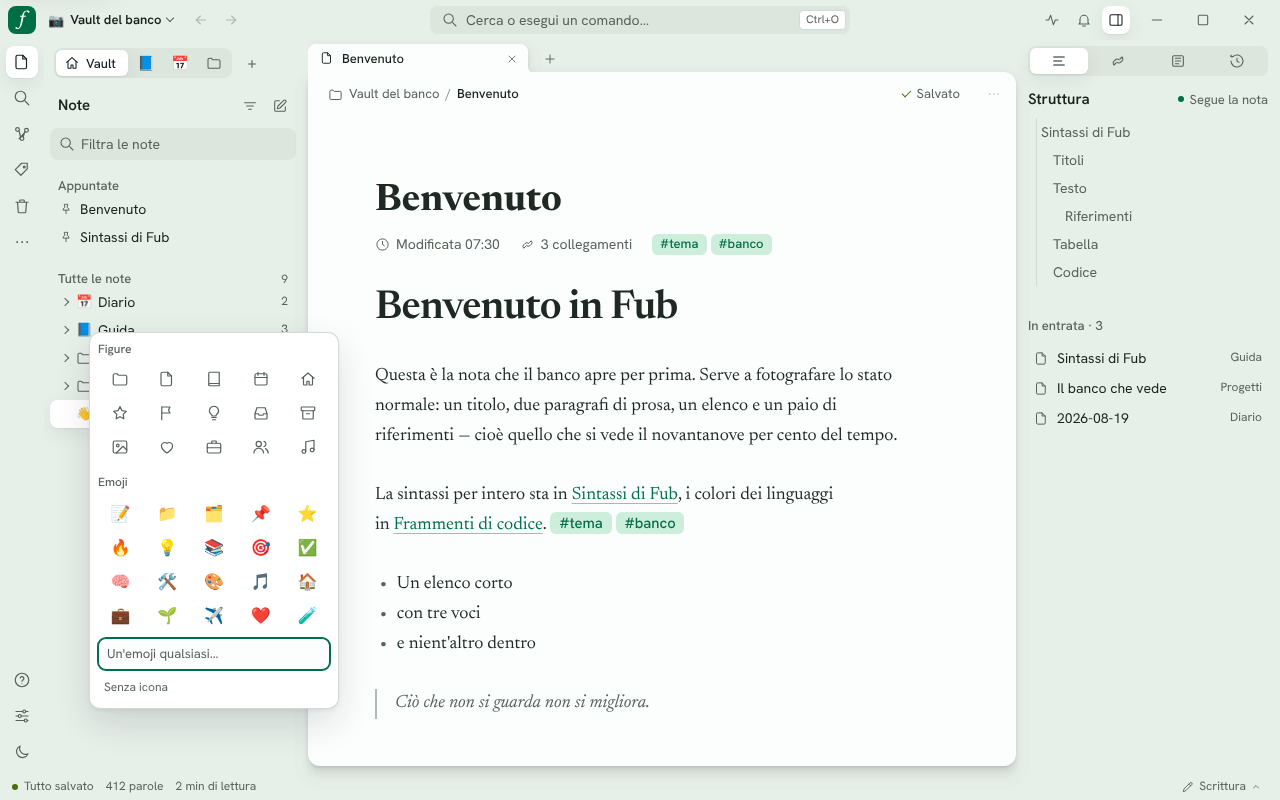 Vault del banco
Cerca o esegui un comando...
Ctrl+O
Vault
Note
Filtra le note
Appuntate
Benvenuto
Sintassi di Fub
Tutte le note 9
Diario 2
Guida 3
Figure
Emoji
Un'emoji qualsiasi...
Senza icona
Benvenuto
Vault del banco / Benvenuto
Salvato
Benvenuto
Modificata 07:30
3 collegamenti
#tema #banco
Benvenuto in Fub
Questa è la nota che il banco apre per prima. Serve a fotografare lo stato
normale: un titolo, due paragrafi di prosa, un elenco e un paio di
riferimenti — cioè quello che si vede il novantanove per cento del tempo.
La sintassi per intero sta in Sintassi di Fub, i colori dei linguaggi
in Frammenti di codice. #tema #banco
• Un elenco corto
• con tre voci
• e nient'altro dentro
Ciò che non si guarda non si migliora.
Struttura
Segue la nota
Sintassi di Fub
Titoli
Testo
Riferimenti
Tabella
Codice
In entrata · 3
Sintassi di Fub Guida
Il banco che vede Progetti
2026-08-19 Diario
Tutto salvato 412 parole 2 min di lettura
Scrittura